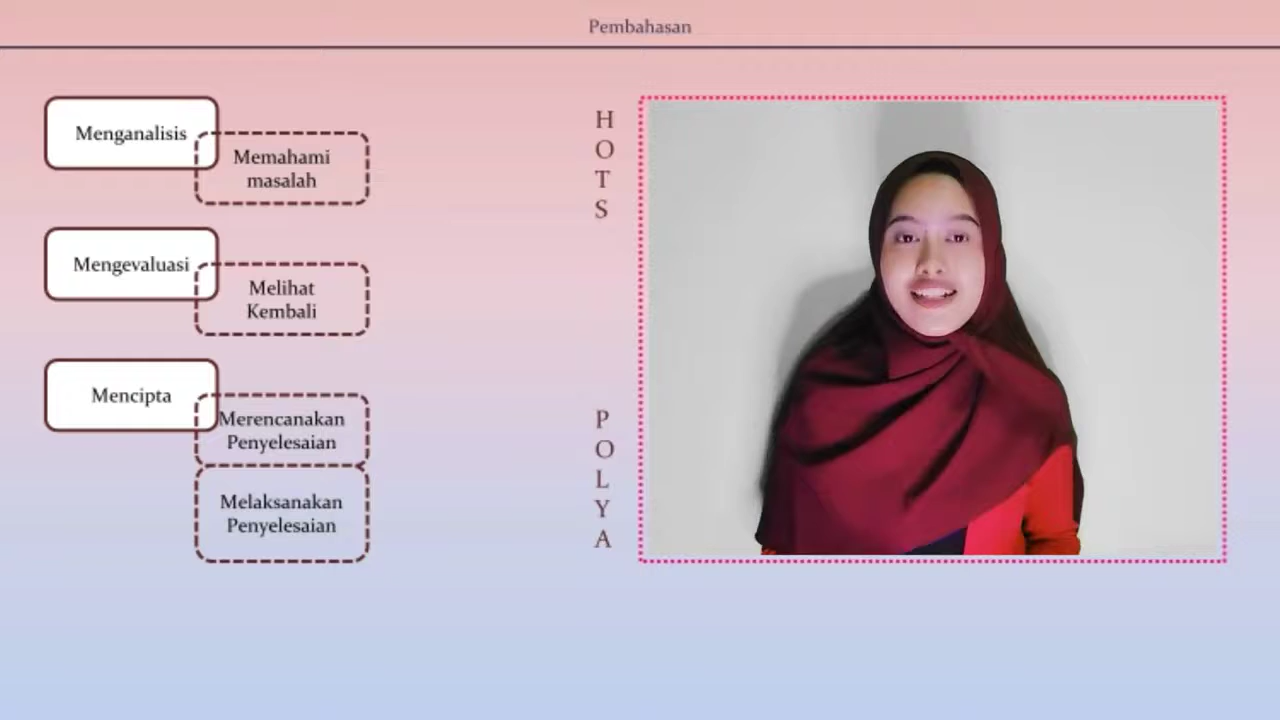 Pembahasan
Menganalisis
Memahami
masalah
Mengevaluasi
Melihat
Kembali
Mencipta
Merencanakan
Penyelesaian
Melaksanakan
Penyelesaian
H
O
T
S
P
O
L
Y
A